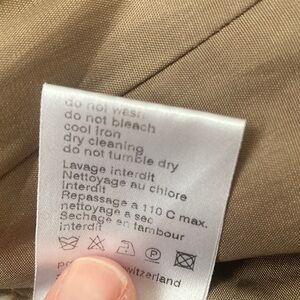 do not wash
do not bleach
cool iron
dry cleaning
do not tumble dry
Lavage interdit
Nettoyage au chlore
Interdit
Repassage a 110 C max.
nettoyage a sec
Sechage en tambour
interdit
P
Switzerland